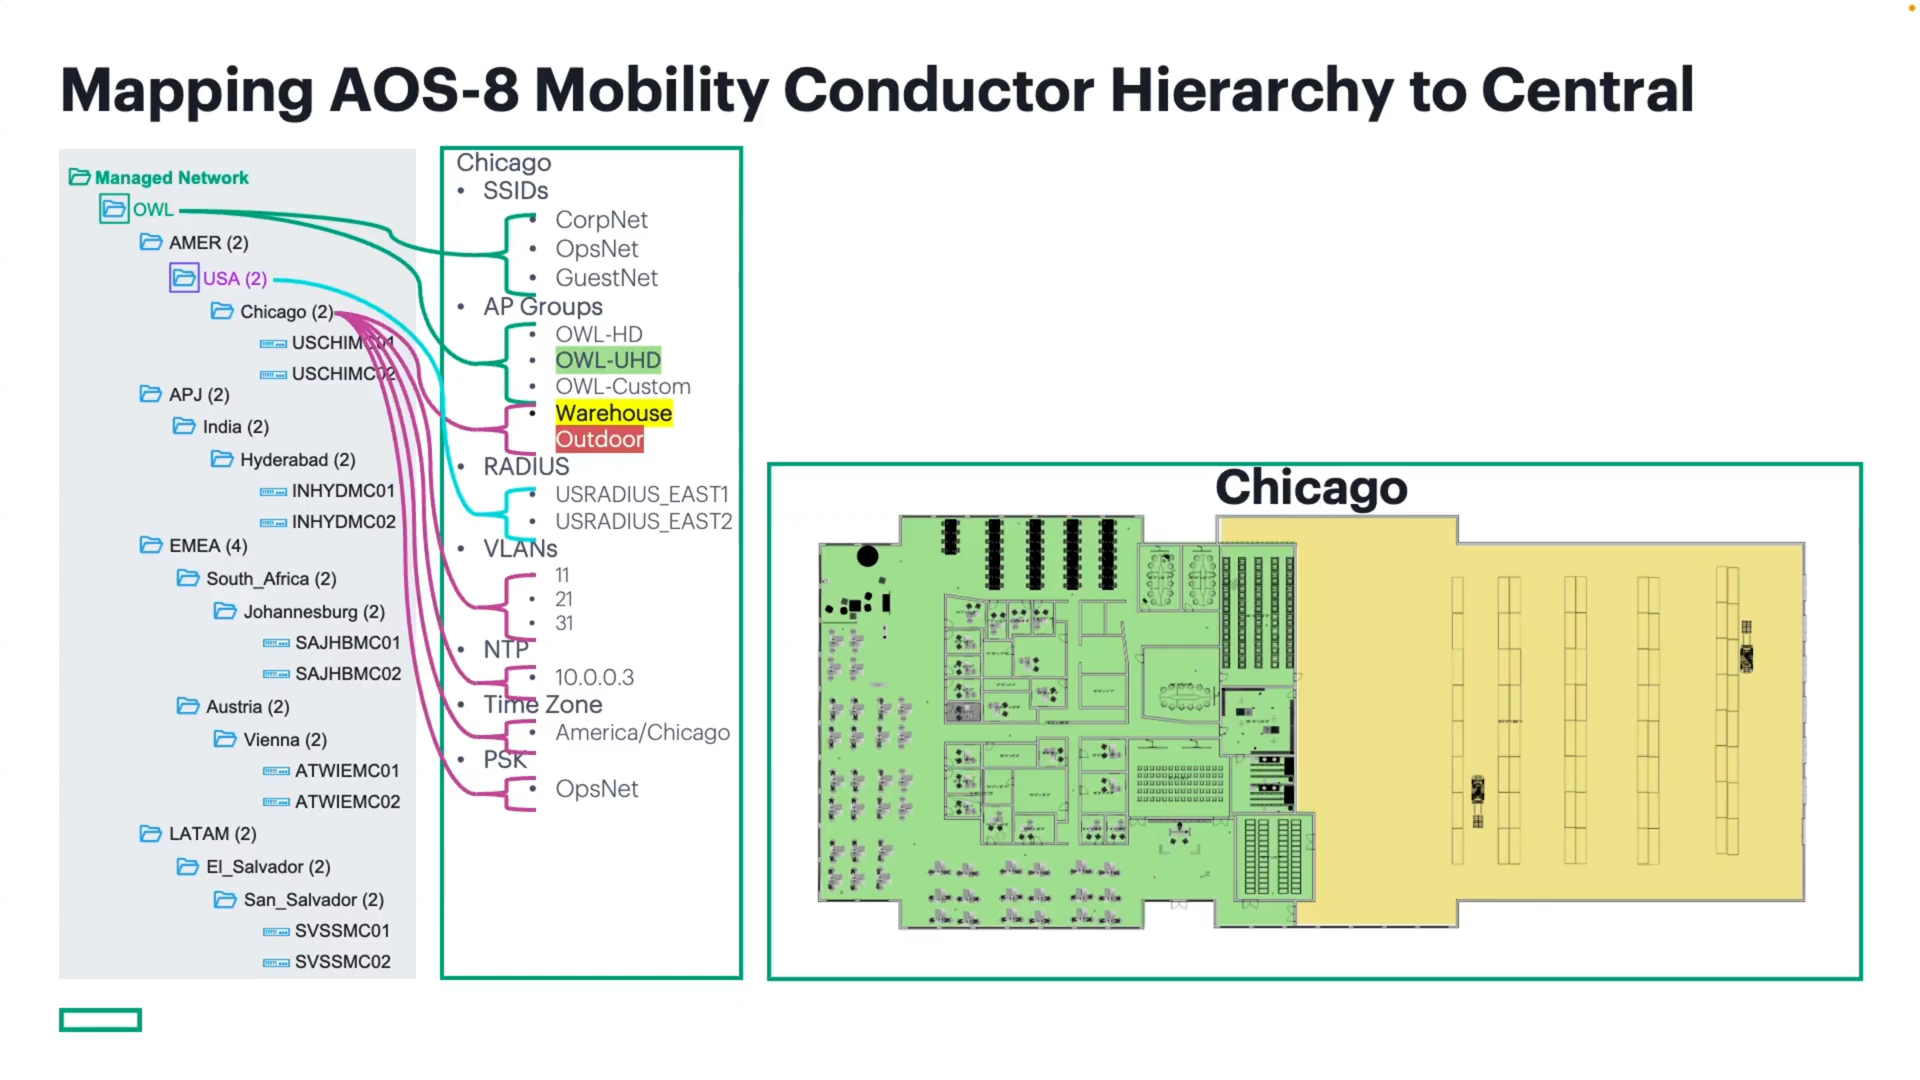 Mapping AOS-8 Mobility Conductor Hierarchy to Central
Managed Network
OWL
AMER (2)
USA (2)
Chicago (2)
USCHIMC01
USCHIMC02
APJ (2)
India (2)
Hyderabad (2)
INHYDMC01
INHYDMC02
EMEA (4)
South_Africa (2)
Johannesburg (2)
SAJHBMC01
SAJHBMC02
Austria (2)
Vienna (2)
ATWIEMC01
ATWIEMC02
LATAM (2)
El_Salvador (2)
San_Salvador (2)
SVSSMC01
SVSSMC02
Chicago
• SSIDs
• CorpNet
• OpsNet
• GuestNet
• AP Groups
• OWL-HD
• OWL-UHD
• OWL-Custom
• Warehouse
Outdoor
• RADIUS
• USRADIUS_EAST1
• USRADIUS_EAST2
• VLANs
11
21
31
• NTP
• 10.0.0.3
• Time Zone
• America/Chicago
• PSK
• OpsNet
Chicago